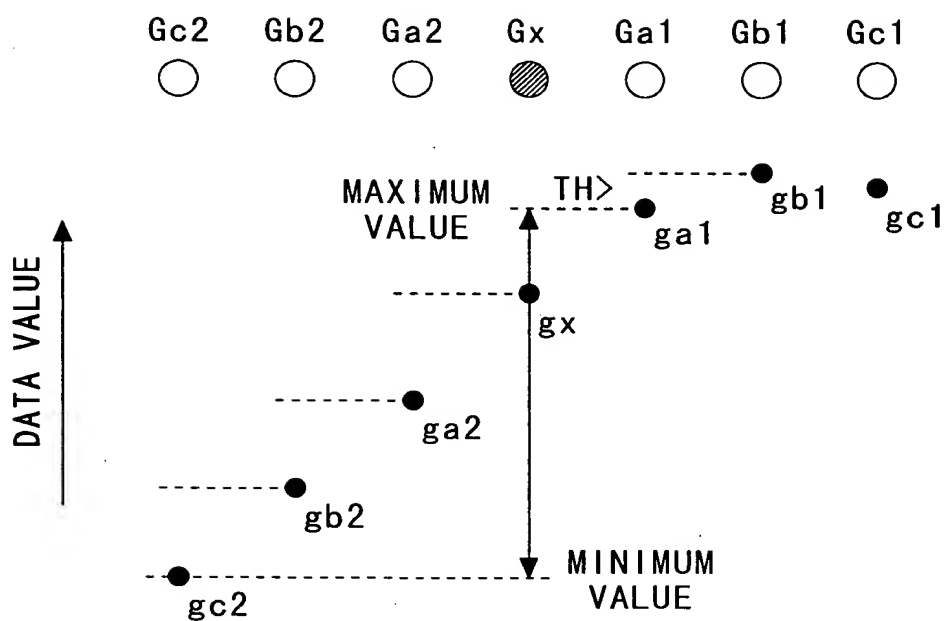 Gc2 Gb2 Ga2 Gx Ga1 Gb1 Gc1
MAXIMUM
VALUE
TH>
ga1
gb1
gc1
DATA VALUE
gx
ga2
gb2
gc2
MINIMUM
VALUE